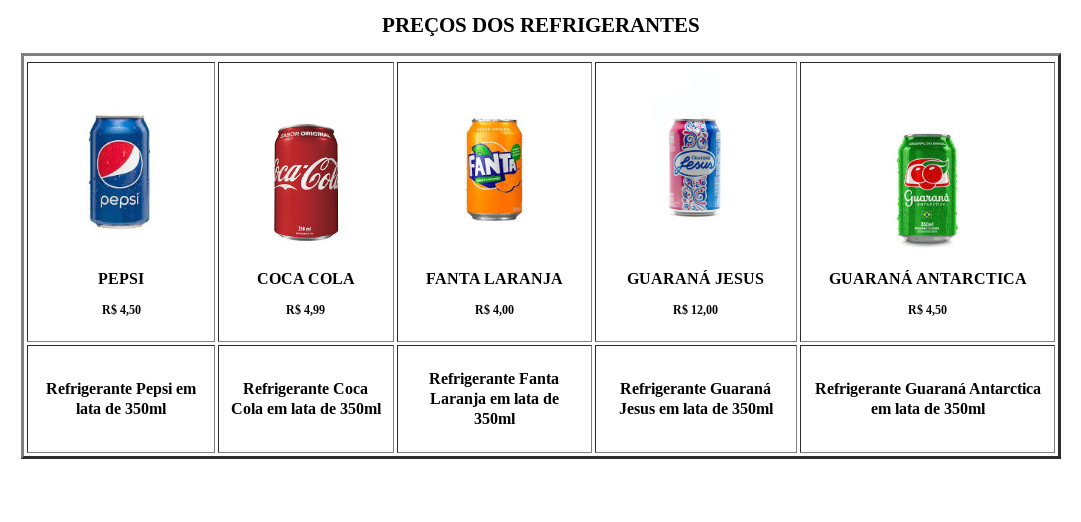 PREÇOS DOS REFRIGERANTES
pepsi
SABOR ORIGINAL
Coca-Cola
350 ml
FANTA
GUARANÁ
Jesus
Guaraná
ANTARCTICA
350ml
PEPSI
COCA COLA
FANTA LARANJA
GUARANÁ JESUS
GUARANÁ ANTARCTICA
R$ 4,50
R$ 4,99
R$ 4,00
R$ 12,00
R$ 4,50
Refrigerante Pepsi em
lata de 350ml
Refrigerante Coca
Cola em lata de 350ml
Refrigerante Fanta
Laranja em lata de
350ml
Refrigerante Guaraná
Jesus em lata de 350ml
Refrigerante Guaraná Antarctica
em lata de 350ml